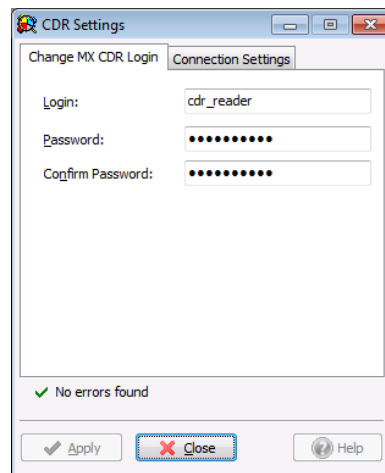 CDR Settings
Change MX CDR Login
Connection Settings
Login:
cdr_reader
Password:
••••••••••
Confirm Password:
••••••••••
No errors found
Apply
Close
Help